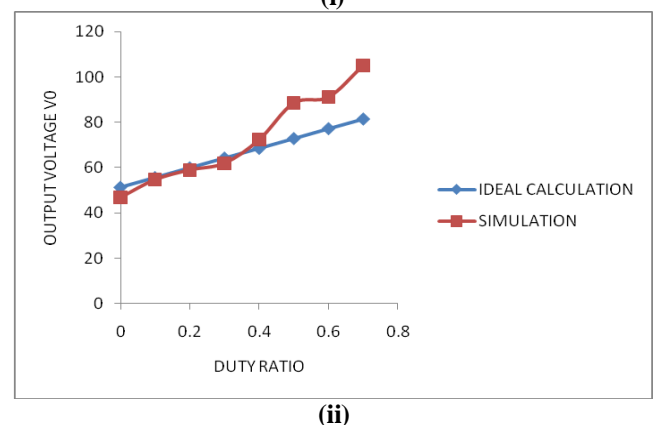 (i)
120
100
80
60
40
20
0
OUTPUT VOLTAGE V0
0 0.2 0.4 0.6 0.8
DUTY RATIO
IDEAL CALCULATION
SIMULATION
(ii)